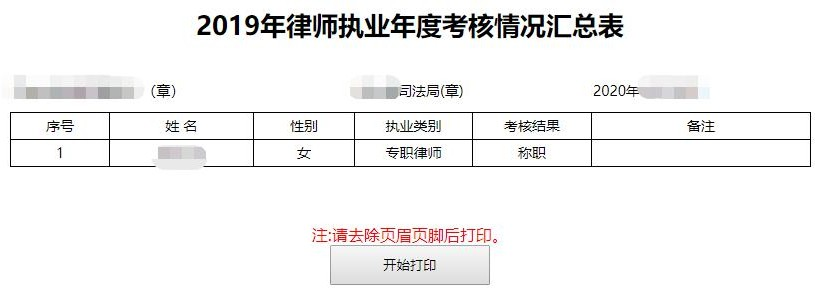 2019年律师执业年度考核情况汇总表
(章) 司法局(章) 2020年
序号 姓 名 性别 执业类别 考核结果 备注
1 女 专职律师 称职
注:请去除页眉页脚后打印。
开始打印